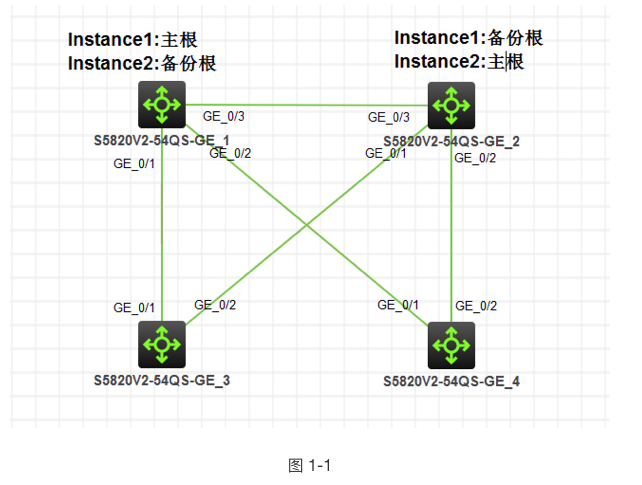 Instance1:主根
Instance2:备份根
Instance1:备份根
Instance2:主根
GE_0/3
GE_0/3
S5820V2-54QS-GE_1
S5820V2-54QS-GE_2
GE_0/1
GE_0/2
GE_0/1
GE_0/2
GE_0/1
GE_0/2
GE_0/1
GE_0/2
S5820V2-54QS-GE_3
S5820V2-54QS-GE_4
图 1-1